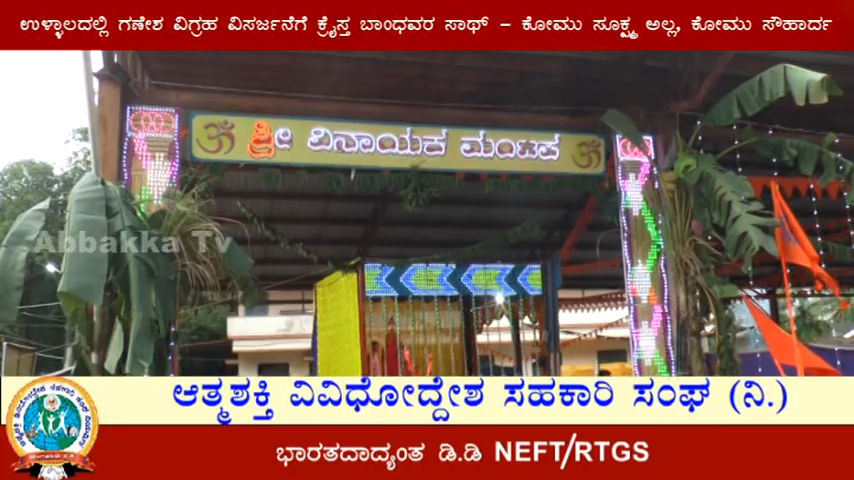 ಉಳ್ಳಾಲದಲ್ಲಿ ಗಣೇಶ ವಿಗ್ರಹ ವಿಸರ್ಜನೆಗೆ ಕ್ರೈಸ್ತ ಬಾಂಧವರ ಸಾಥ್ – ಕೋಮು ಸೂಕ್ಷ್ಮ ಅಲ್ಲ, ಕೋಮು ಸೌಹಾರ್ದ
ಓಂ ಶ್ರೀ ವಿನಾಯಕ ಮಂಟಪ ಓಂ
Abbakka Tv
ಆತ್ಮಶಕ್ತಿ ವಿವಿಧೋದ್ದೇಶ ಸಹಕಾರಿ ಸಂಘ (ನಿ.)
ಭಾರತದಾದ್ಯಂತ ಡಿ.ಡಿ NEFT/RTGS